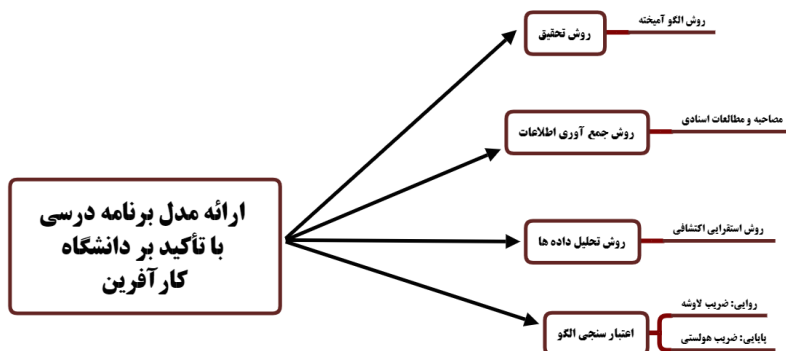 روش تحقیق
روش الگو آمیخته
روش جمع آوری اطلاعات
مصاحبه و مطالعات اسنادی
ارائه مدل برنامه درسی
با تأکید بر دانشگاه
کارآفرین
روش تحلیل داده ها
روش استقرایی اکتشافی
اعتبار سنجی الگو
روایی: ضریب لاوشه
پایایی: ضریب هولستی